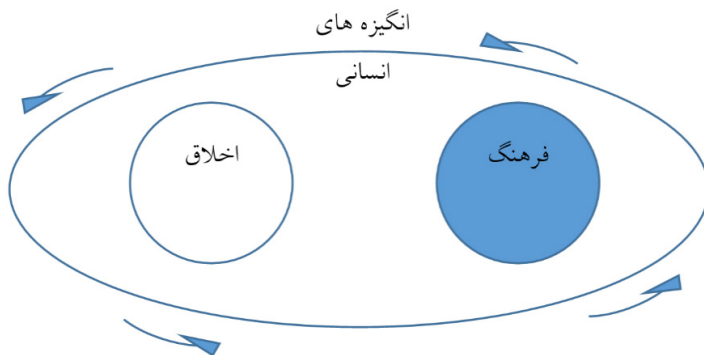 انگیزه های
انسانی
فرهنگ
اخلاق